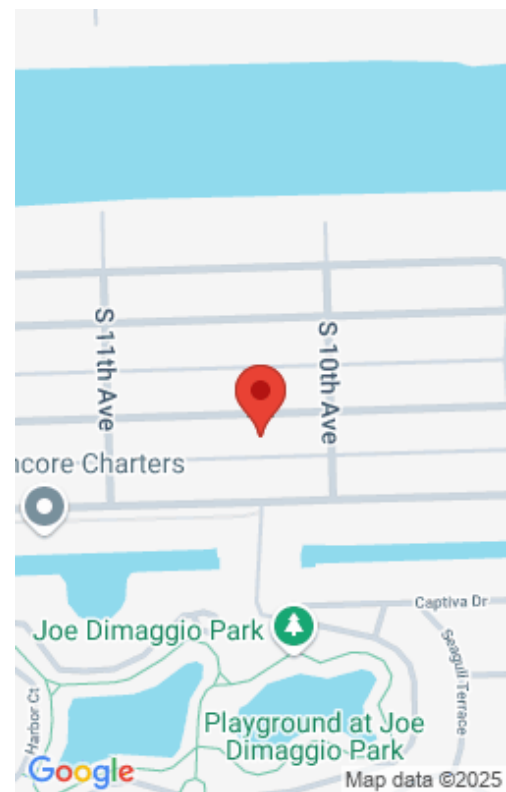 S 11th Ave
S 10th Ave
ncore Charters
Captiva Dr
Joe Dimaggio Park
Seagull Terrace
Harbor Ct
Playground at Joe
Dimaggio Park
Google
Map data ©2025